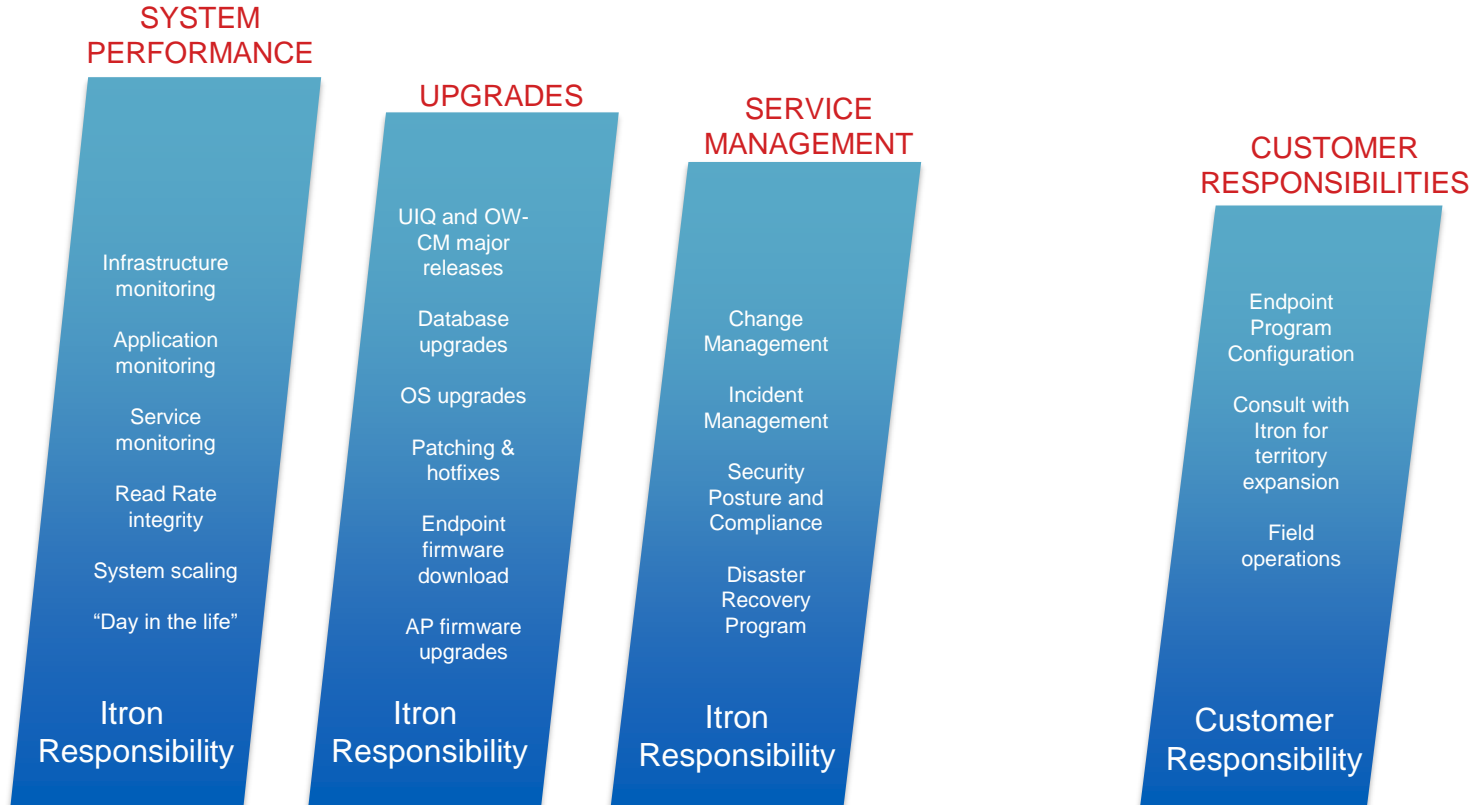 SYSTEM
PERFORMANCE
Infrastructure
monitoring
Application
monitoring
Service
monitoring
Read Rate
integrity
System scaling
“Day in the life”
Itron
Responsibility
UPGRADES
UIQ and OW-
CM major
releases
Database
upgrades
OS upgrades
Patching &
hotfixes
Endpoint
firmware
download
AP firmware
upgrades
Itron
Responsibility
SERVICE
MANAGEMENT
Change
Management
Incident
Management
Security
Posture and
Compliance
Disaster
Recovery
Program
Itron
Responsibility
CUSTOMER
RESPONSIBILITIES
Endpoint
Program
Configuration
Consult with
Itron for
territory
expansion
Field
operations
Customer
Responsibility